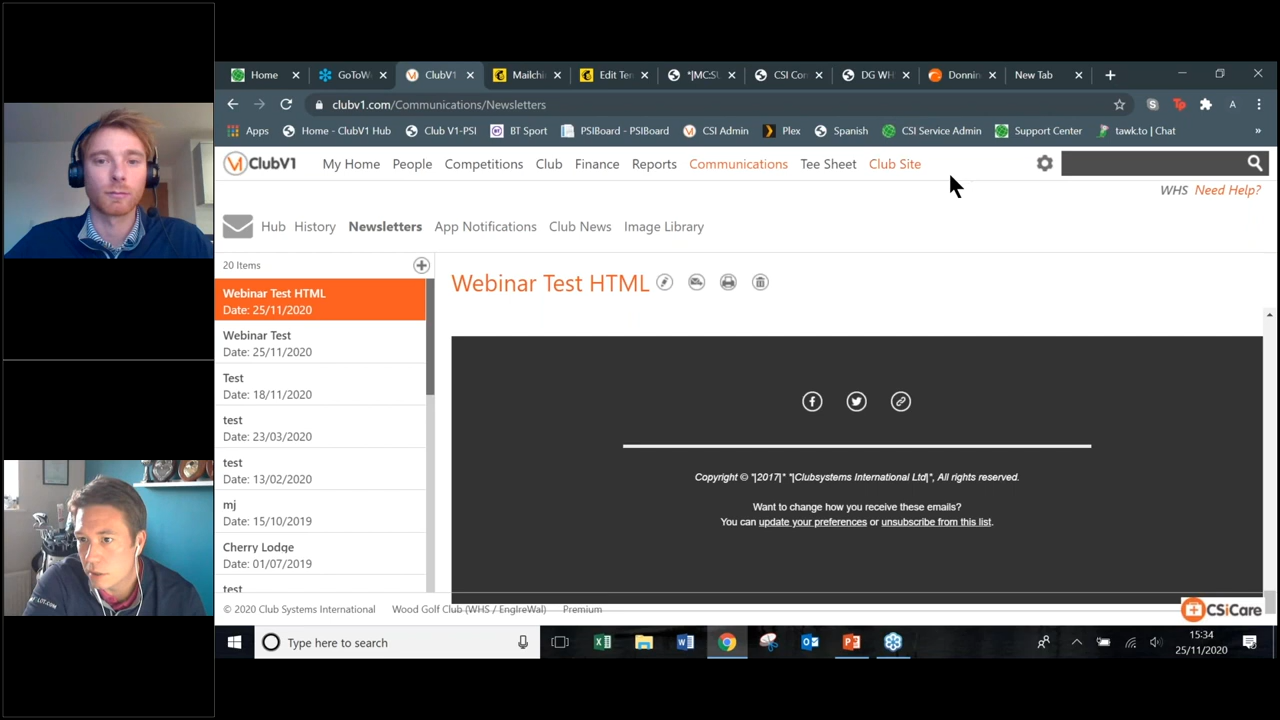 Home
GoToW
ClubV1
Mailchi
Edit Ten
*|MC:SU
CSI Cor
DG WH
Donnin
New Tab
clubv1.com/Communications/Newsletters
A
Apps
Home - ClubV1 Hub
Club V1-PSI
BT Sport
PSIBoard - PSIBoard
CSI Admin
Plex
Spanish
CSI Service Admin
Support Center
tawk.to | Chat
»
ClubV1
My Home
People
Competitions
Club
Finance
Reports
Communications
Tee Sheet
Club Site
WHS Need Help?
Hub
History
Newsletters
App Notifications
Club News
Image Library
20 Items
Webinar Test HTML
Date: 25/11/2020
Webinar Test
Date: 25/11/2020
Test
Date: 18/11/2020
test
Date: 23/03/2020
test
Date: 13/02/2020
mj
Date: 15/10/2019
Cherry Lodge
Date: 01/07/2019
test
Webinar Test HTML
Copyright © *|2017|* *|Clubsystems International Ltd|*, All rights reserved.
Want to change how you receive these emails?
You can update your preferences or unsubscribe from this list.
© 2020 Club Systems International
Wood Golf Club (WHS / EnglreWal)
Premium
CSiCare
Type here to search
15:34
25/11/2020